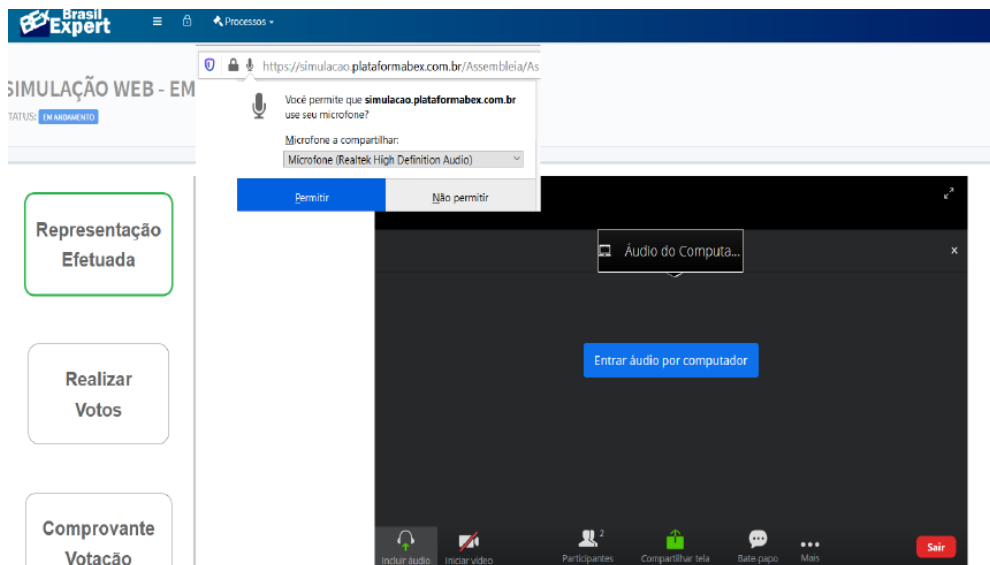 BEX Brasil Expert
Processos
https://simulacao.plataformabex.com.br/Assembleia/As
SIMULAÇÃO WEB - EM
STATUS: EM ANDAMENTO
Você permite que simulacao.plataformabex.com.br
use seu microfone?
Microfone a compartilhar:
Microfone (Realtek High Definition Audio)
Permitir
Não permitir
Representação
Efetuada
Realizar
Votos
Comprovante
Votação
Áudio do Computa...
Entrar áudio por computador
Incluir áudio
Iniciar vídeo
2
Participantes
Compartilhar tela
Bate-papo
Mais
Sair